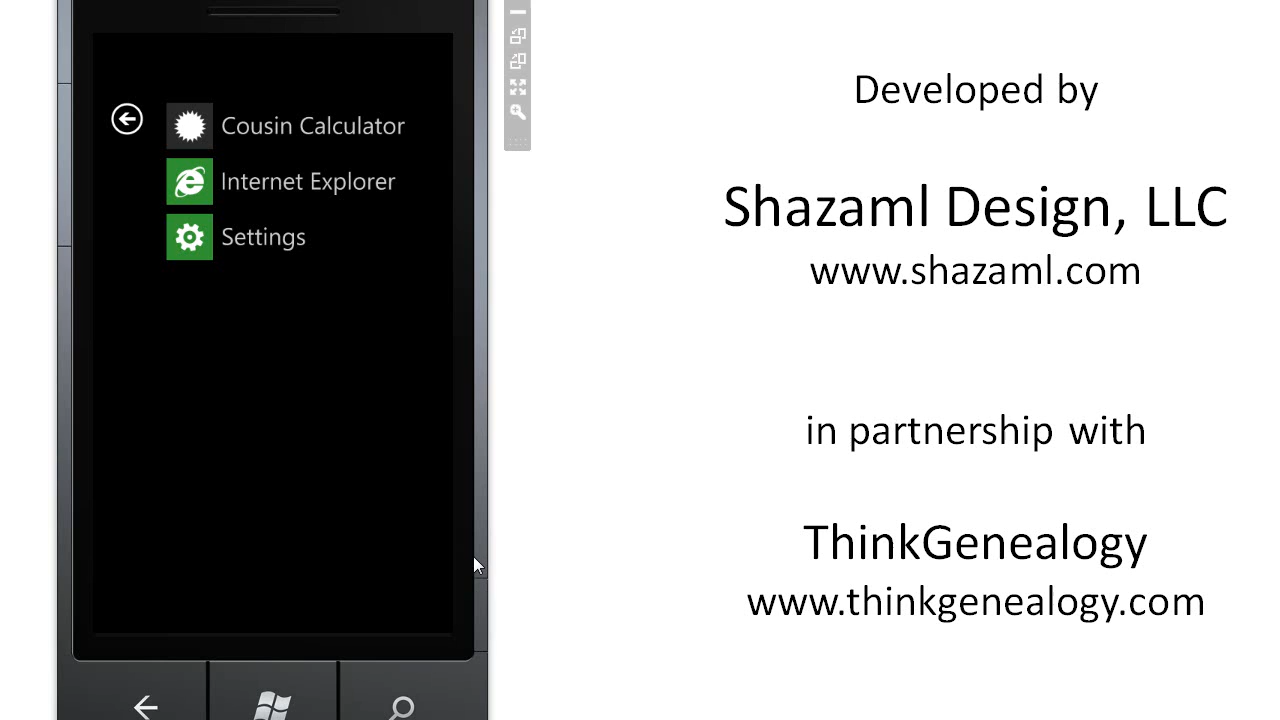 Cousin Calculator
Internet Explorer
Settings
Developed by
Shazaml Design, LLC
www.shazaml.com
in partnership with
ThinkGenealogy
www.thinkgenealogy.com